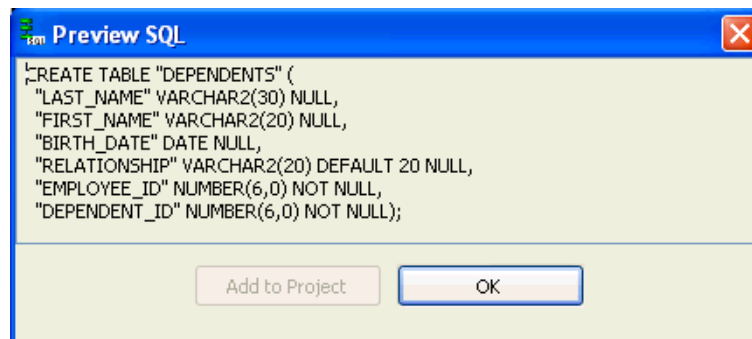 Preview SQL
CREATE TABLE "DEPENDENTS" (
"LAST_NAME" VARCHAR2(30) NULL,
"FIRST_NAME" VARCHAR2(20) NULL,
"BIRTH_DATE" DATE NULL,
"RELATIONSHIP" VARCHAR2(20) DEFAULT 20 NULL,
"EMPLOYEE_ID" NUMBER(6,0) NOT NULL,
"DEPENDENT_ID" NUMBER(6,0) NOT NULL);
Add to Project OK